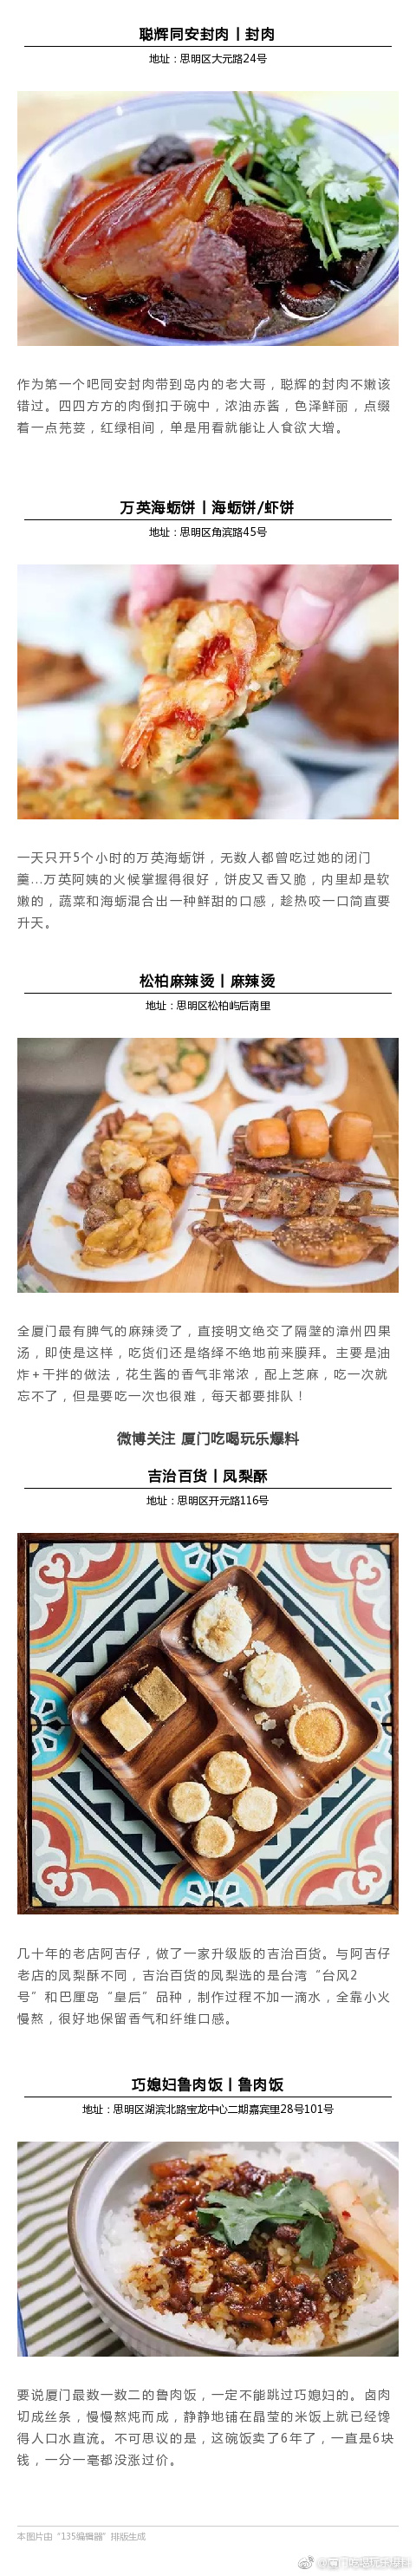 聪辉同安封肉丨封肉
地址：思明区大元路24号
作为第一个吧同安封肉带到岛内的老大哥，聪辉的封肉不嫩该
错过。四四方方的肉倒扣于碗中，浓油赤酱，色泽鲜丽，点缀
着一点芫荽，红绿相间，单是用看就能让人食欲大增。
万英海蛎饼丨海蛎饼/虾饼
地址：思明区角滨路45号
一天只开5个小时的万英海蛎饼，无数人都曾吃过她的闭门
羹...万英阿姨的火候掌握得很好，饼皮又香又脆，内里却是软
嫩的，蔬菜和海蛎混合出一种鲜甜的口感，趁热咬一口简直要
升天。
松柏麻辣烫丨麻辣烫
地址：思明区松柏屿后南里
全厦门最有脾气的麻辣烫了，直接明文绝交了隔壁的漳州四果
汤，即使是这样，吃货们还是络绎不绝地前来膜拜。主要是油
炸+干拌的做法，花生酱的香气非常浓，配上芝麻，吃一次就
忘不了，但是要吃一次也很难，每天都要排队！
微博关注 厦门吃喝玩乐爆料
吉治百货丨凤梨酥
地址：思明区开元路116号
几十年的老店阿吉仔，做了一家升级版的吉治百货。与阿吉仔
老店的凤梨酥不同，吉治百货的凤梨选的是台湾“台风2
号”和巴厘岛“皇后”品种，制作过程不加一滴水，全靠小火
慢熬，很好地保留香气和纤维口感。
巧媳妇鲁肉饭丨鲁肉饭
地址：思明区湖滨北路宝龙中心二期嘉宾里28号101号
要说厦门最数一数二的魯肉饭，一定不能跳过巧媳妇的。卤肉
切成丝条，慢慢熬炖而成，静静地铺在晶莹的米饭上就已经馋
得人口水直流。不可思议的是，这碗饭卖了6年了，一直是6块
钱，一分一毫都没涨过价。
本图片由“135编辑器”排版生成
@厦门吃喝玩乐爆料